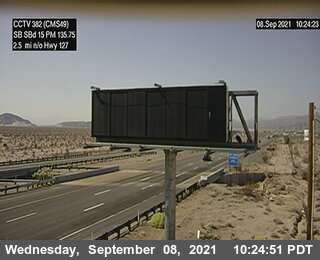 CCTV 382 (CMS49)
SB SBd 15 PM 135.75
2.5 mi n/o Hwy 127
08.Sep 2021
10:24:23
Wednesday, September 08, 2021 10:24:51 PDT